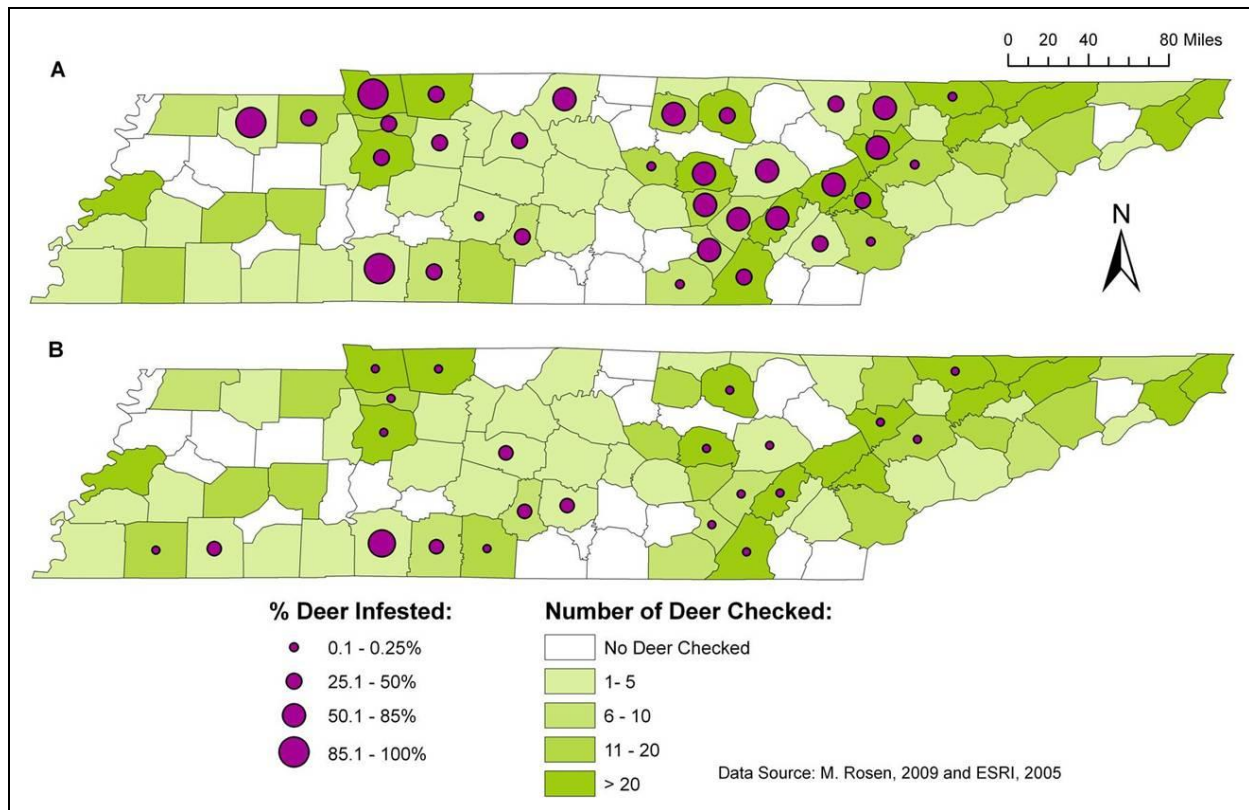 0 20 40 80 Miles
A
N
B
% Deer Infested:
0.1 - 0.25%
25.1 - 50%
50.1 - 85%
85.1 - 100%
Number of Deer Checked:
No Deer Checked
1- 5
6 - 10
11 - 20
> 20
Data Source: M. Rosen, 2009 and ESRI, 2005